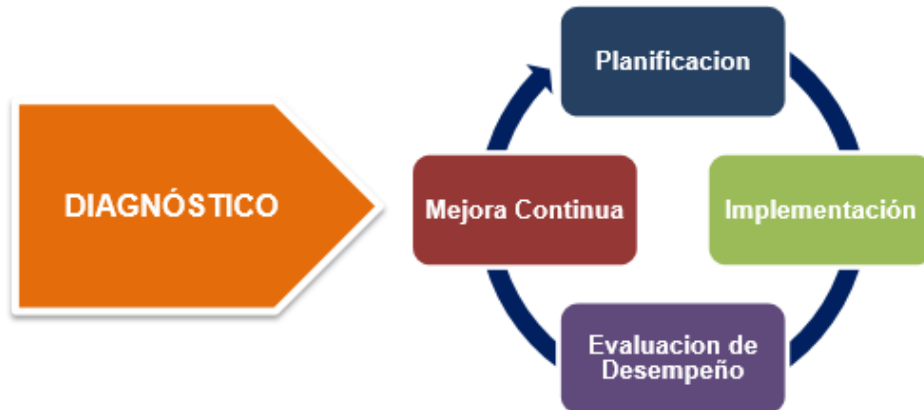 DIAGNÓSTICO
Planificacion
Implementación
Evaluacion de
Desempeño
Mejora Continua